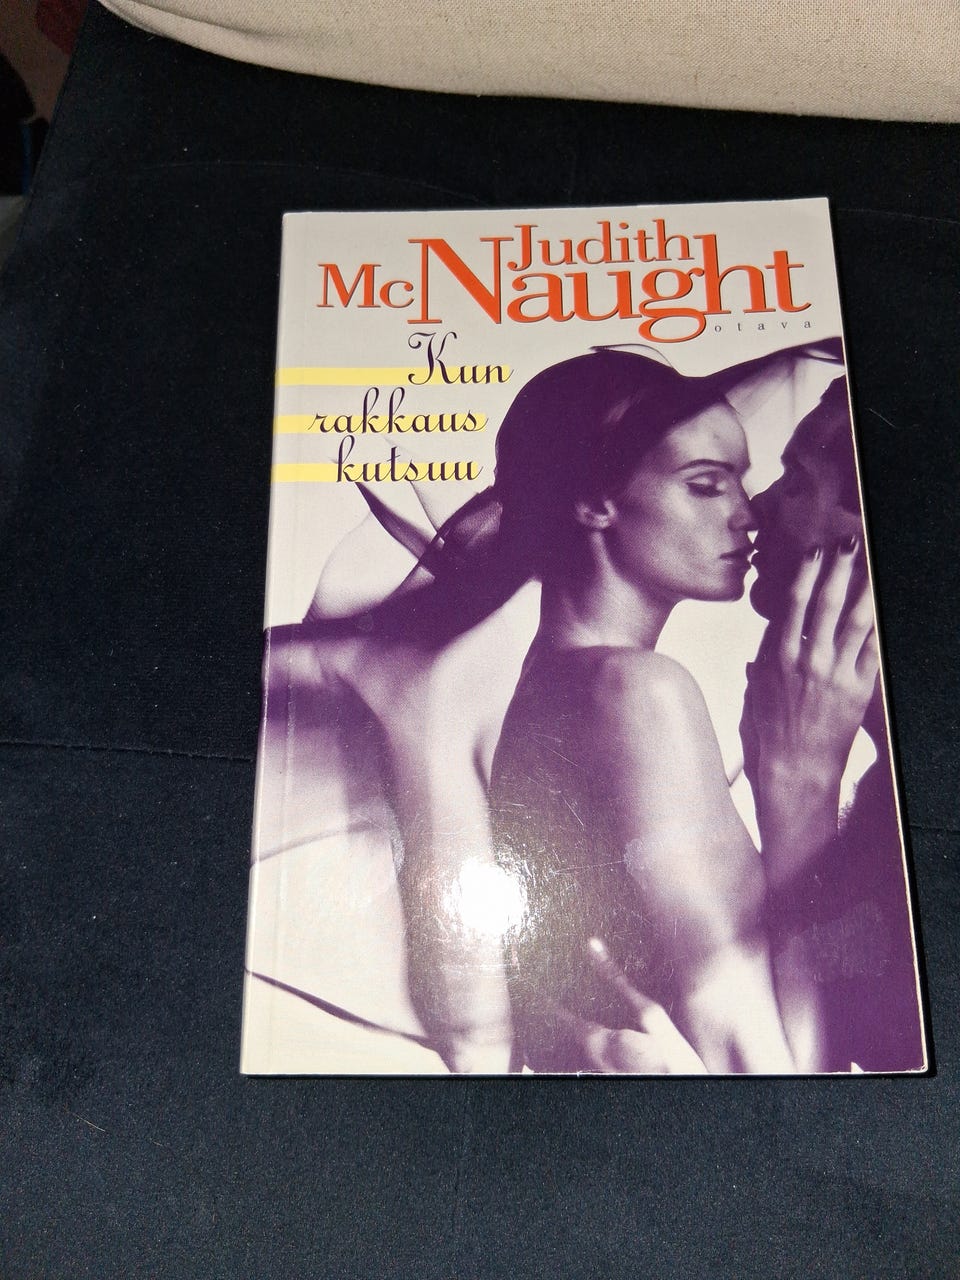 Judith
McNaught
otava
Kun
rakkaus
kutsuu